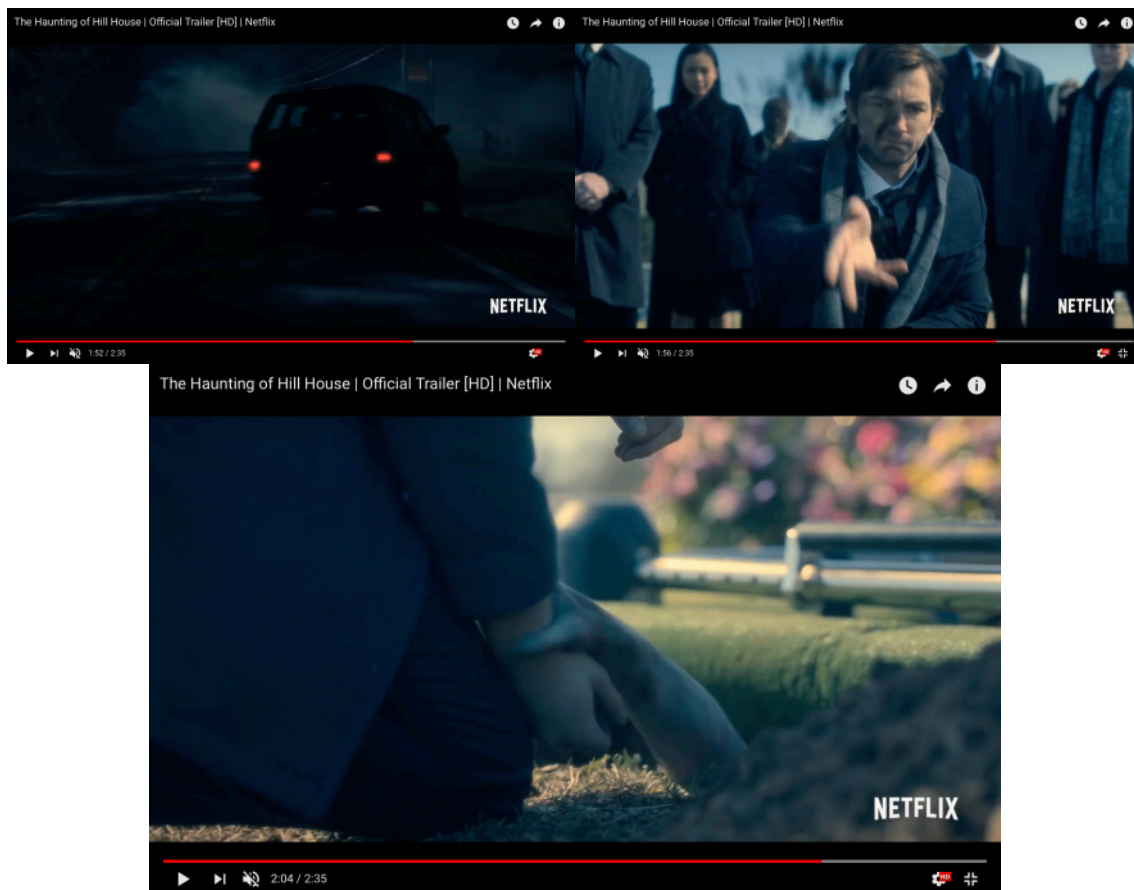 The Haunting of Hill House | Official Trailer [HD] | Netflix
NETFLIX
1:52 / 2:35
The Haunting of Hill House | Official Trailer [HD] | Netflix
NETFLIX
1:56 / 2:35
HD
The Haunting of Hill House | Official Trailer [HD] | Netflix
NETFLIX
2:04 / 2:35
HD